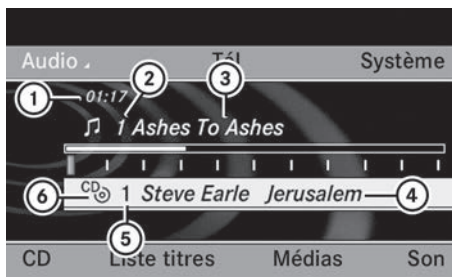 Audio Tél Système
1 01:17 2 3
1 Ashes To Ashes
6 CD 1 Steve Earle Jerusalem 4
5
CD Liste titres Médias Son